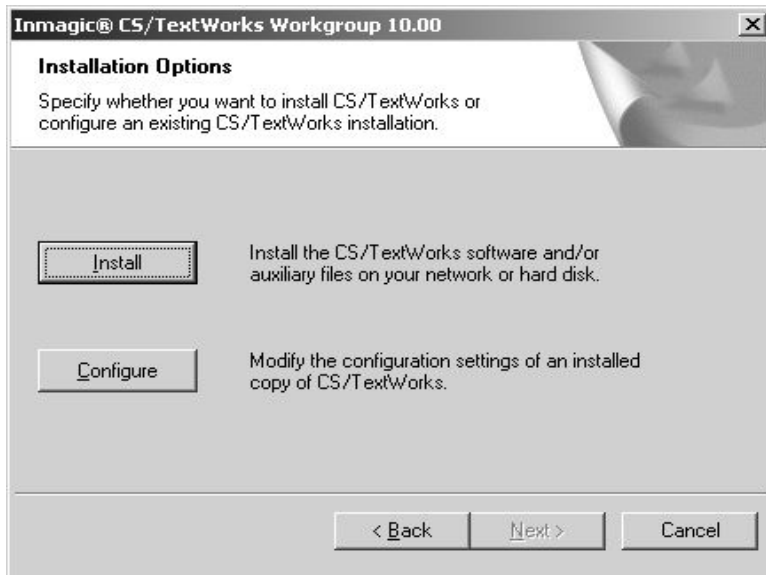 Inmagic® CS/TextWorks Workgroup 10.00
Installation Options
Specify whether you want to install CS/TextWorks or
configure an existing CS/TextWorks installation.
Install
Install the CS/TextWorks software and/or
auxiliary files on your network or hard disk.
Configure
Modify the configuration settings of an installed
copy of CS/TextWorks.
< Back
Next >
Cancel